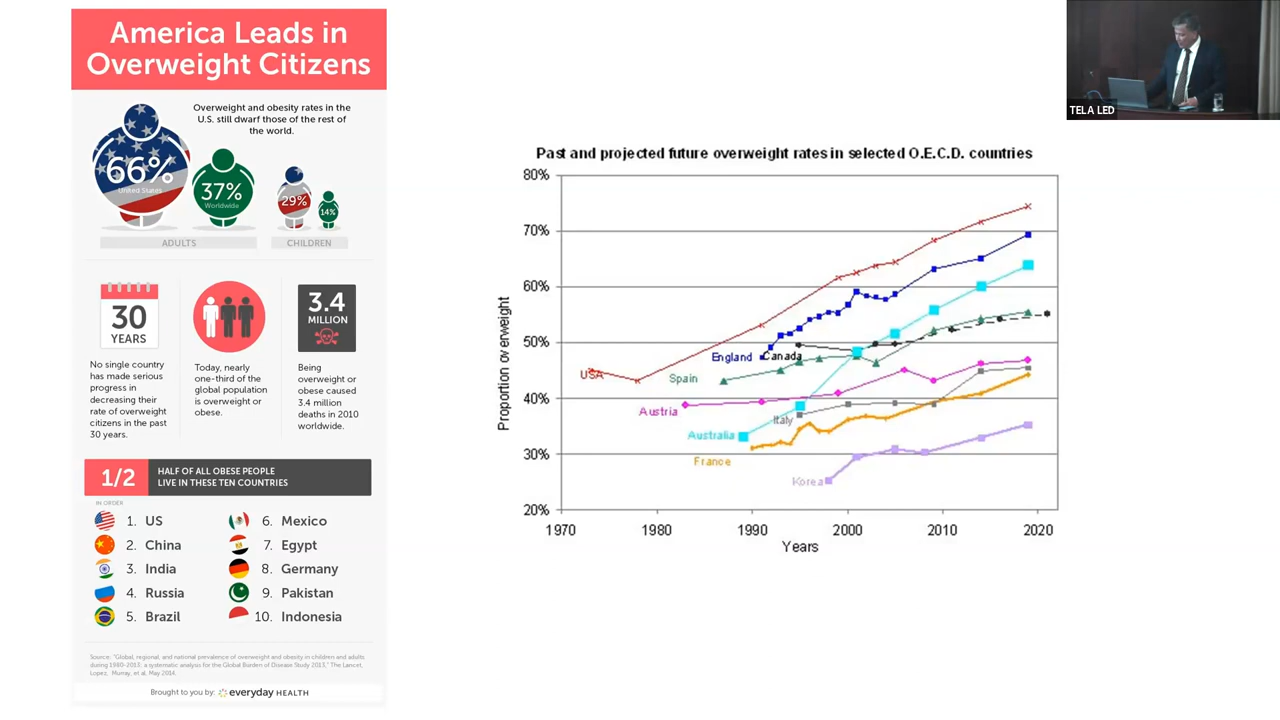 America Leads in
Overweight Citizens
Overweight and obesity rates in the
U.S. still dwarf those of the rest of
the world.
66%
United States
37%
Worldwide
29%
14%
ADULTS
CHILDREN
30
YEARS
3.4
MILLION
No single country
has made serious
progress in
decreasing their
rate of overweight
citizens in the past
30 years.
Today, nearly
one-third of the
global population
is overweight or
obese.
Being
overweight or
obese caused
3.4 million
deaths in 2010
worldwide.
1/2
HALF OF ALL OBESE PEOPLE
LIVE IN THESE TEN COUNTRIES
IN ORDER
1. US
2. China
3. India
4. Russia
5. Brazil
6. Mexico
7. Egypt
8. Germany
9. Pakistan
10. Indonesia
Source: "Global, regional, and national prevalence of overweight and obesity in children and adults
during 1980-2013: a systematic analysis for the Global Burden of Disease Study 2013," The Lancet,
Lopez, Murray, et al. May 2014.
Brought to you by: everyday HEALTH
Past and projected future overweight rates in selected O.E.C.D. countries
Proportion overweight
80%
70%
60%
50%
40%
30%
20%
USA
England
Canada
Spain
Austria
Italy
Australia
France
Korea
1970
1980
1990
2000
2010
2020
Years
TELA LED